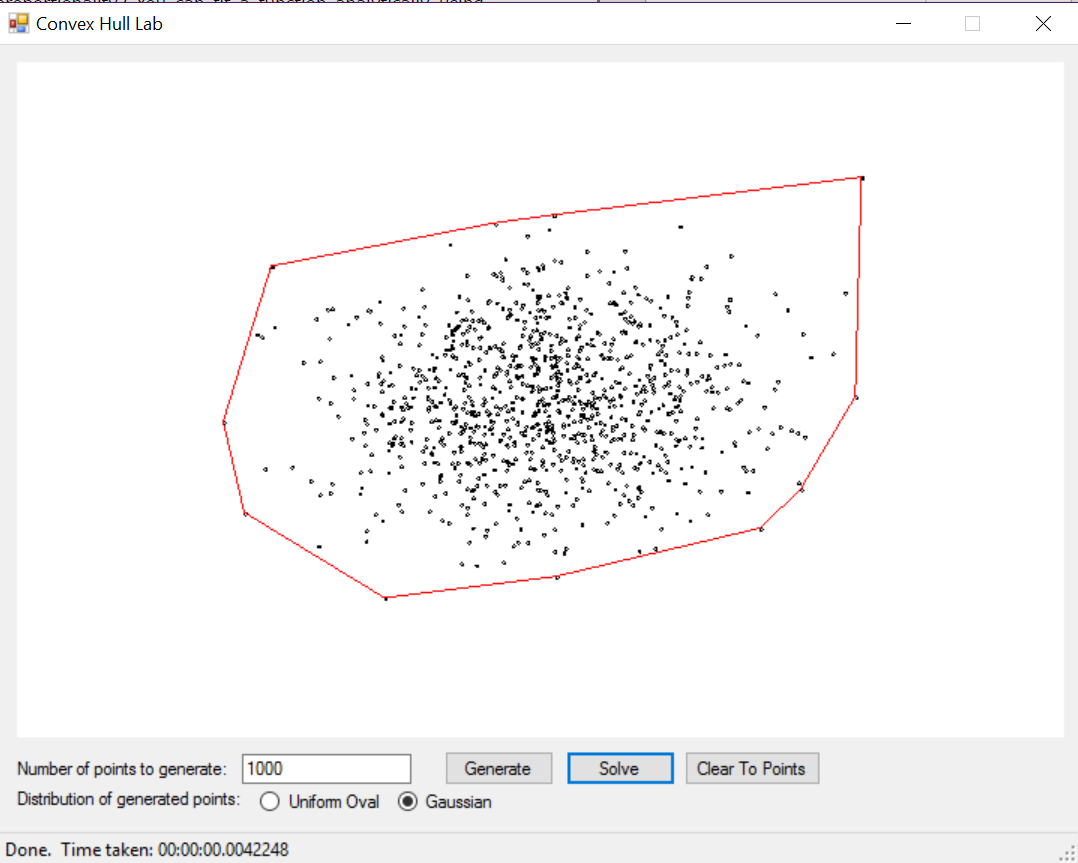 Convex Hull Lab
Number of points to generate: 1000 Generate Solve Clear To Points
Distribution of generated points: Uniform Oval Gaussian
Done. Time taken: 00:00:00.0042248